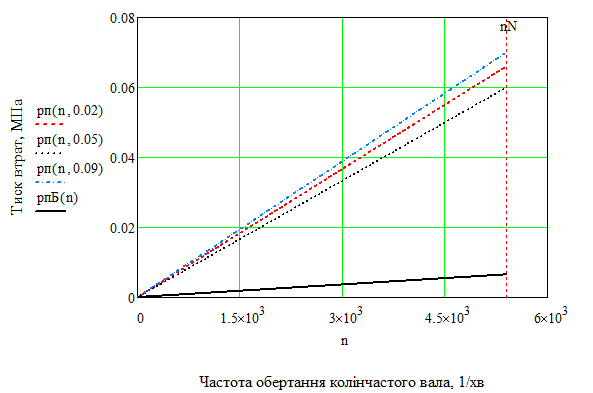 0.08
nN
0.06
0.04
0.02
0
Тиск втрат, МПа
pп(n, 0.02)
pп(n, 0.05)
pп(n, 0.09)
pпБ(n)
0 1.5×10³ 3×10³ 4.5×10³ 6×10³
n
Частота обертання колінчастого вала, 1/хв